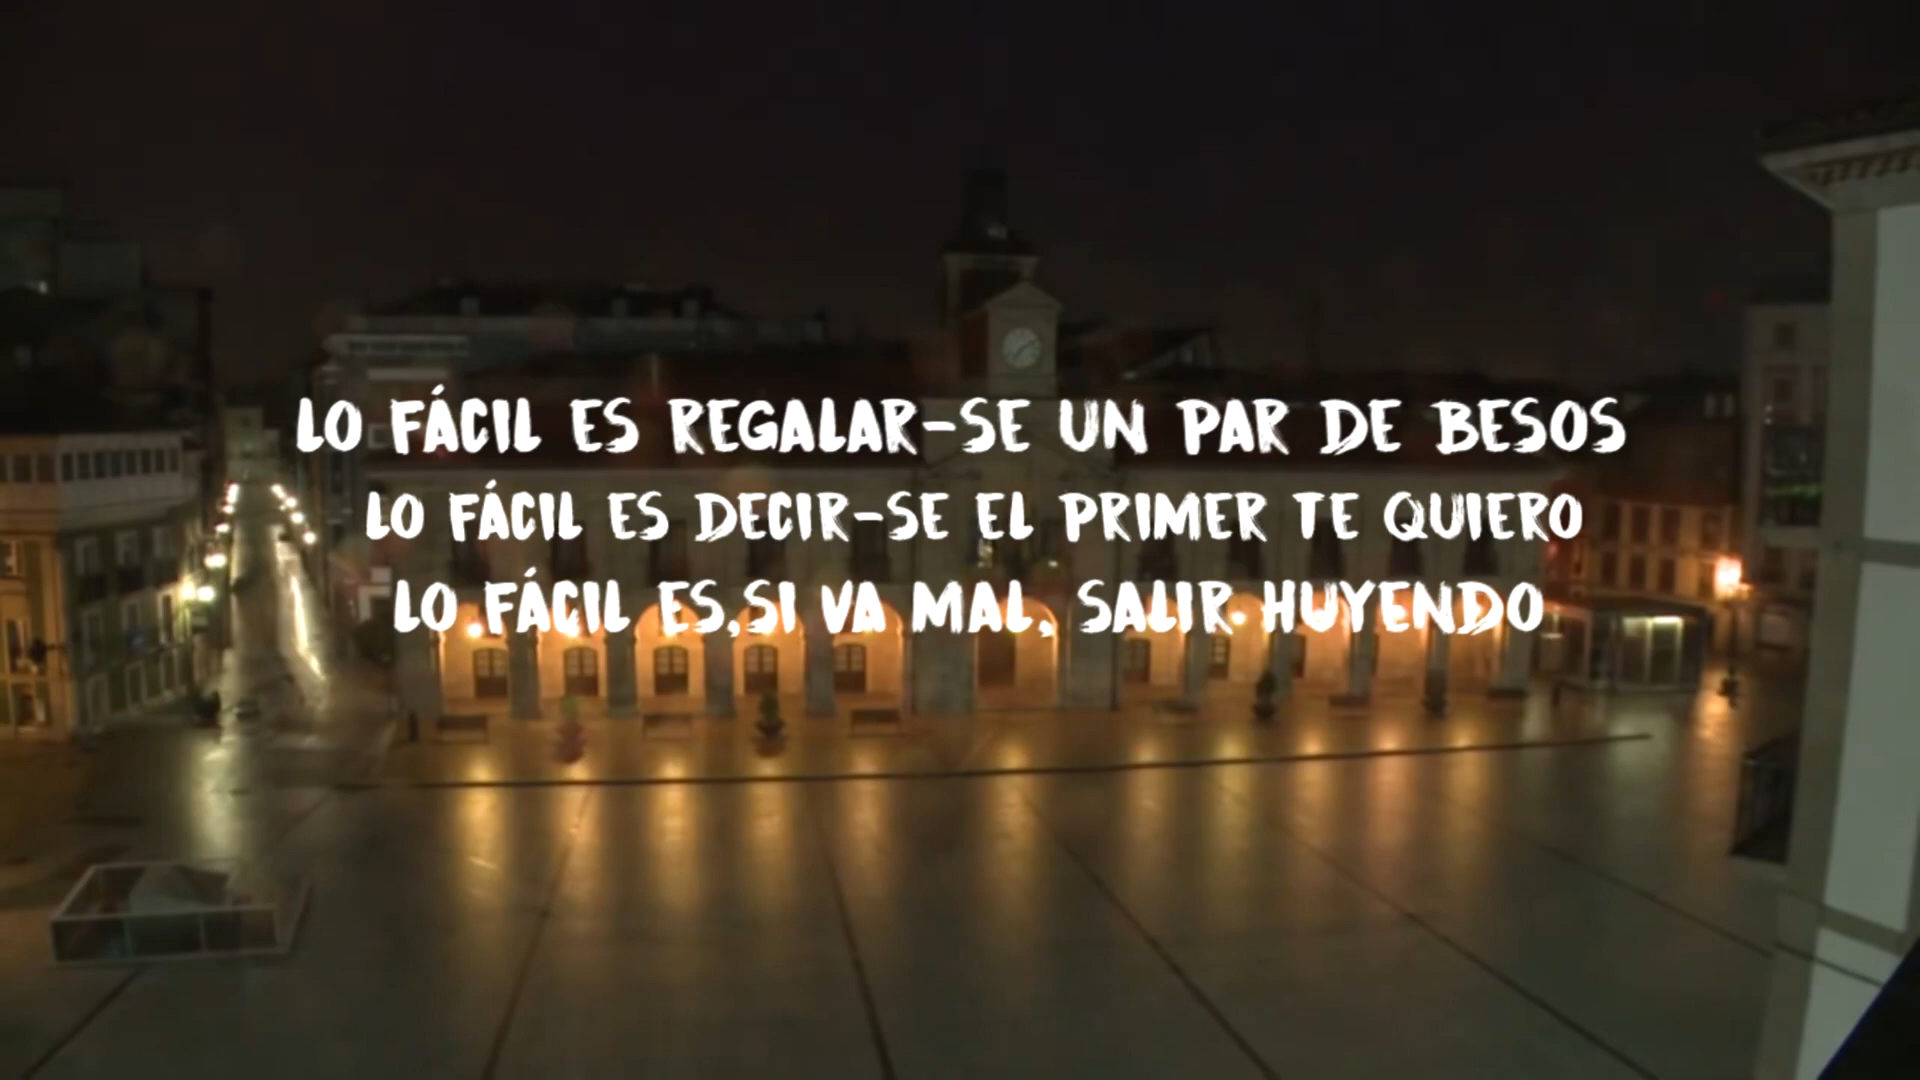 LO FÁCIL ES REGALAR-SE UN PAR DE BESOS
LO FÁCIL ES DECIR-SE EL PRIMER TE QUIERO
LO FÁCIL ES,SI VA MAL, SALIR HUYENDO